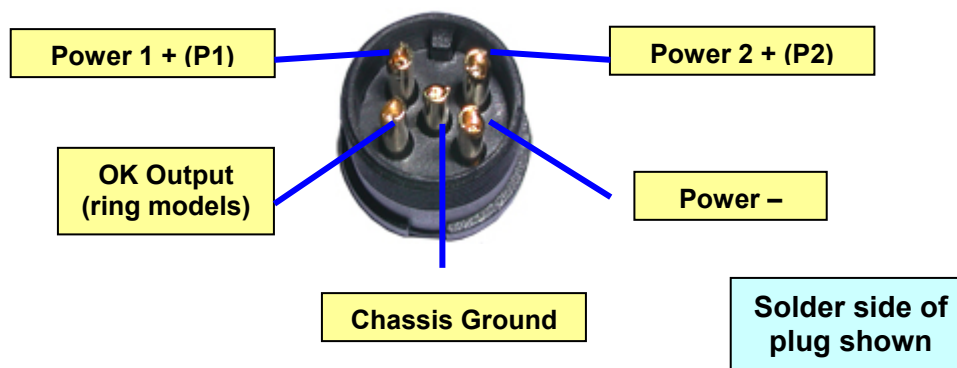 Power 1 + (P1)
Power 2 + (P2)
OK Output
(ring models)
Power –
Chassis Ground
Solder side of
plug shown